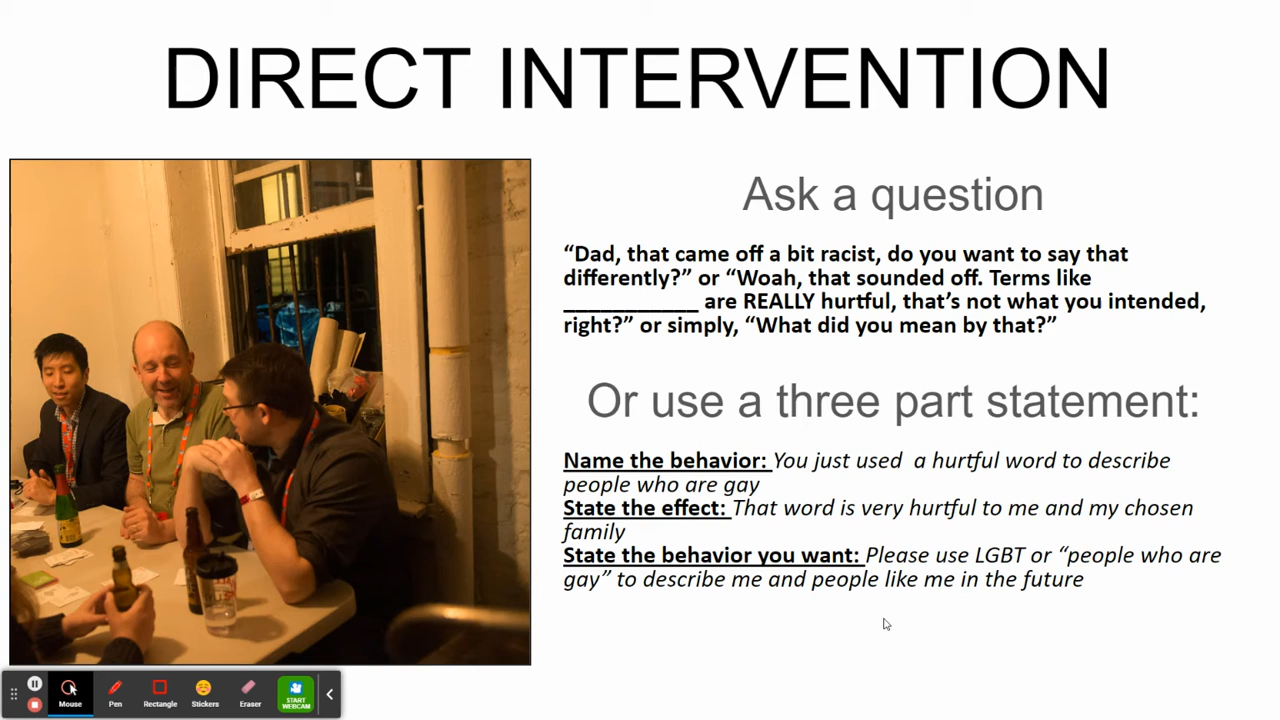 DIRECT INTERVENTION
Ask a question
“Dad, that came off a bit racist, do you want to say that
differently?” or “Woah, that sounded off. Terms like
____________ are REALLY hurtful, that’s not what you intended,
right?” or simply, “What did you mean by that?”
Or use a three part statement:
Name the behavior: You just used  a hurtful word to describe
people who are gay
State the effect: That word is very hurtful to me and my chosen
family
State the behavior you want: Please use LGBT or “people who are
gay” to describe me and people like me in the future
Mouse
Pen
Rectangle
Stickers
Eraser
START
WEBCAM